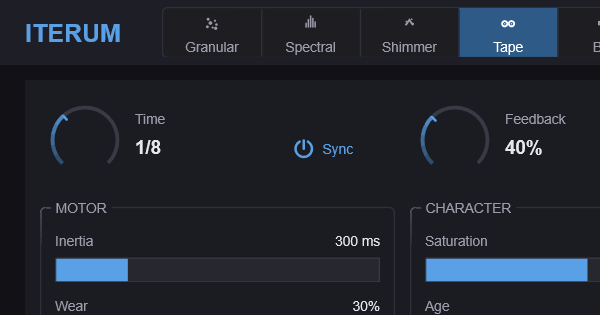 ITERUM
Granular Spectral Shimmer Tape
Time
1/8
Sync
Feedback
40%
MOTOR
Inertia 300 ms
Wear 30%
CHARACTER
Saturation
Age